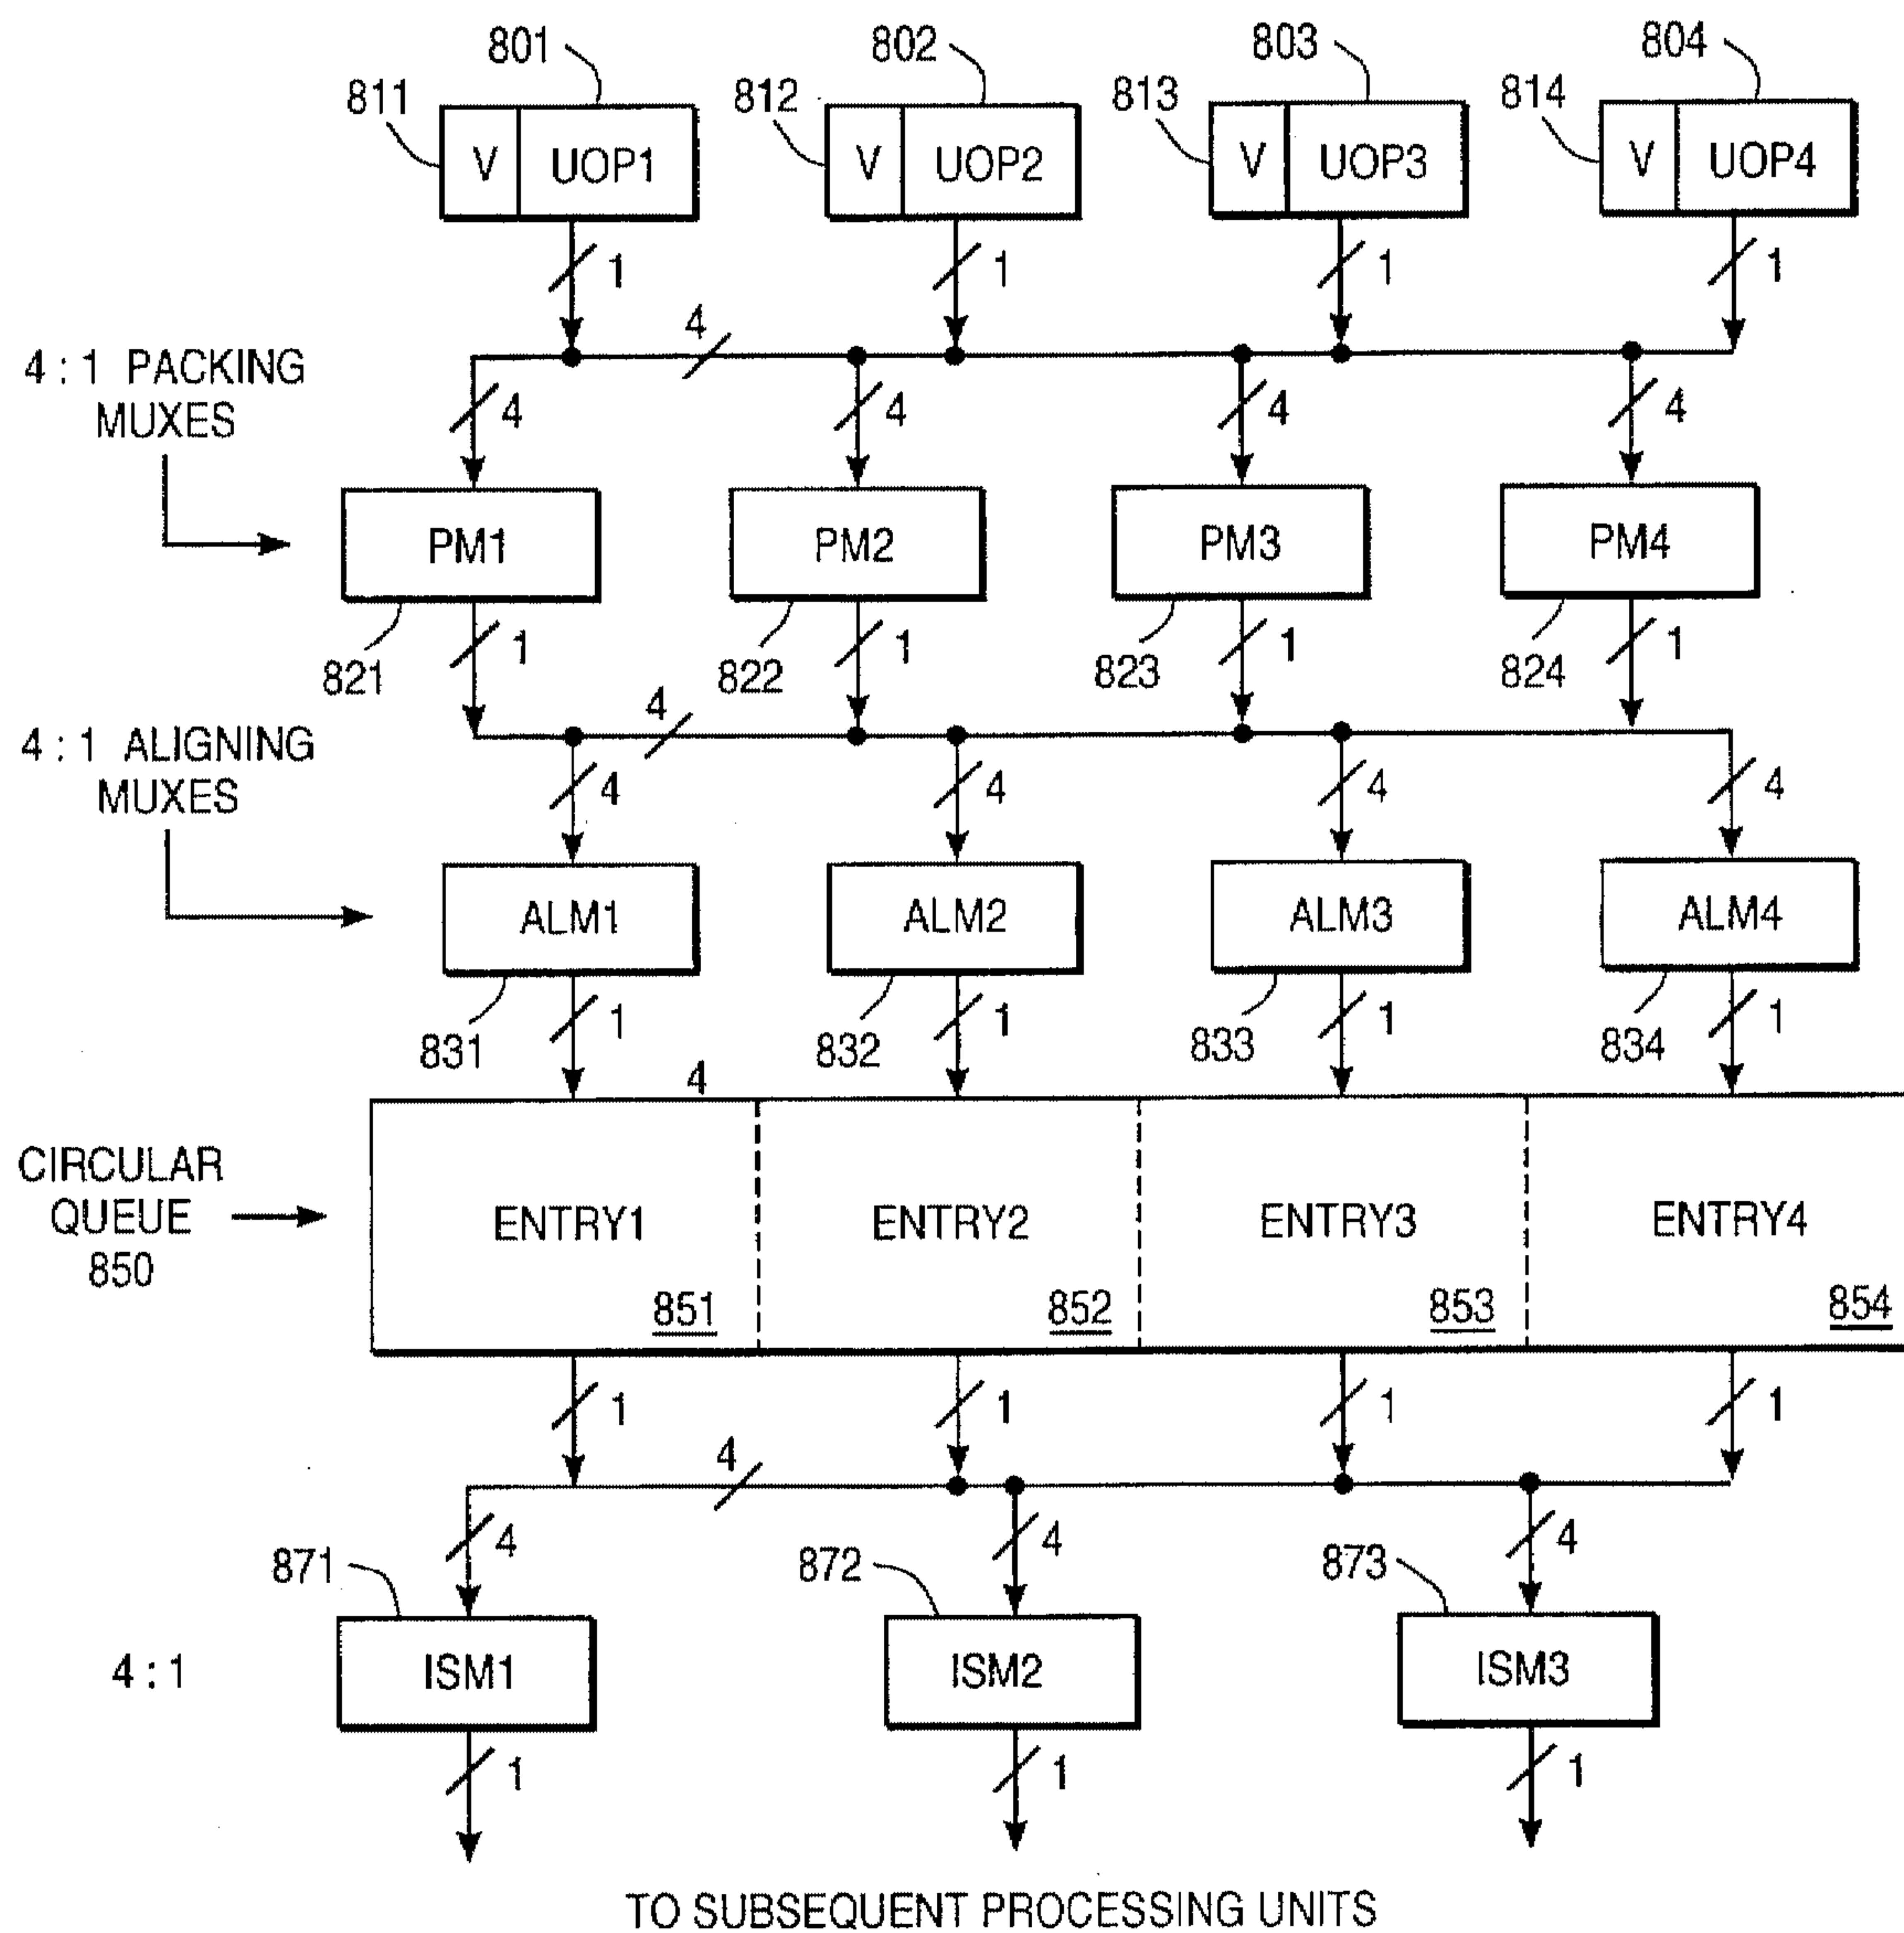 801 802 803 804
811 812 813 814
V UOP1 V UOP2 V UOP3 V UOP4
1 1 1 1
4
4 : 1 PACKING
MUXES
4 4 4 4
PM1 PM2 PM3 PM4
821 1 822 1 823 1 824 1
4
4 : 1 ALIGNING
MUXES
4 4 4 4
ALM1 ALM2 ALM3 ALM4
831 1 832 1 833 1 834 1
4
CIRCULAR
QUEUE
850
ENTRY1 ENTRY2 ENTRY3 ENTRY4
851 852 853 854
1 1 1 1
4
4 4 4
871 872 873
4 : 1 ISM1 ISM2 ISM3
1 1 1
TO SUBSEQUENT PROCESSING UNITS